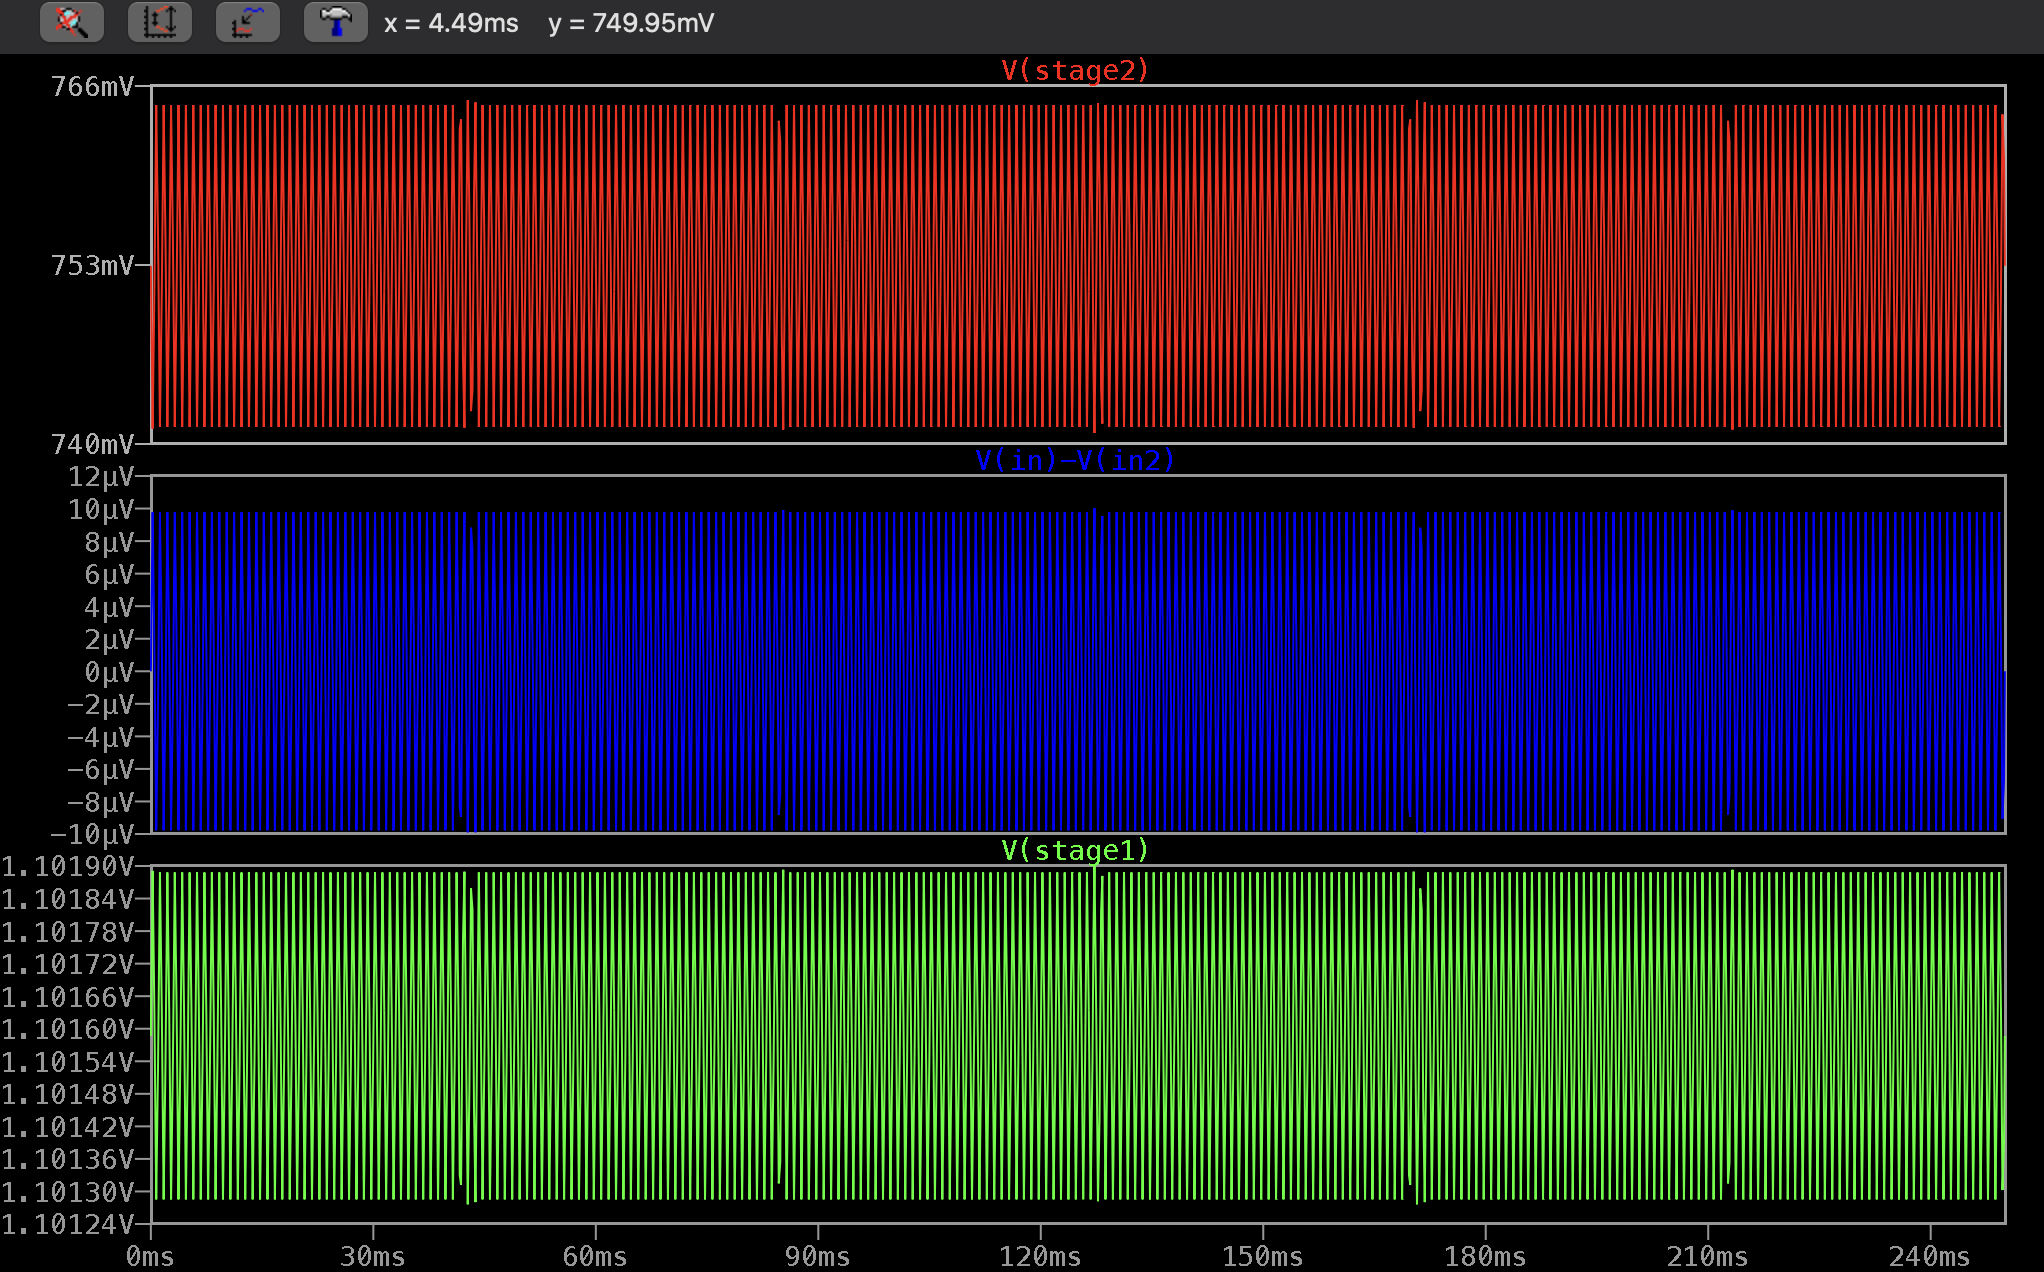 x = 4.49ms y = 749.95mV
V(stage2)
766mV
753mV
740mV
V(in)−V(in2)
12µV
10µV
8µV
6µV
4µV
2µV
0µV
−2µV
−4µV
−6µV
−8µV
−10µV
V(stage1)
1.10190V
1.10184V
1.10178V
1.10172V
1.10166V
1.10160V
1.10154V
1.10148V
1.10142V
1.10136V
1.10130V
1.10124V
0ms 30ms 60ms 90ms 120ms 150ms 180ms 210ms 240ms